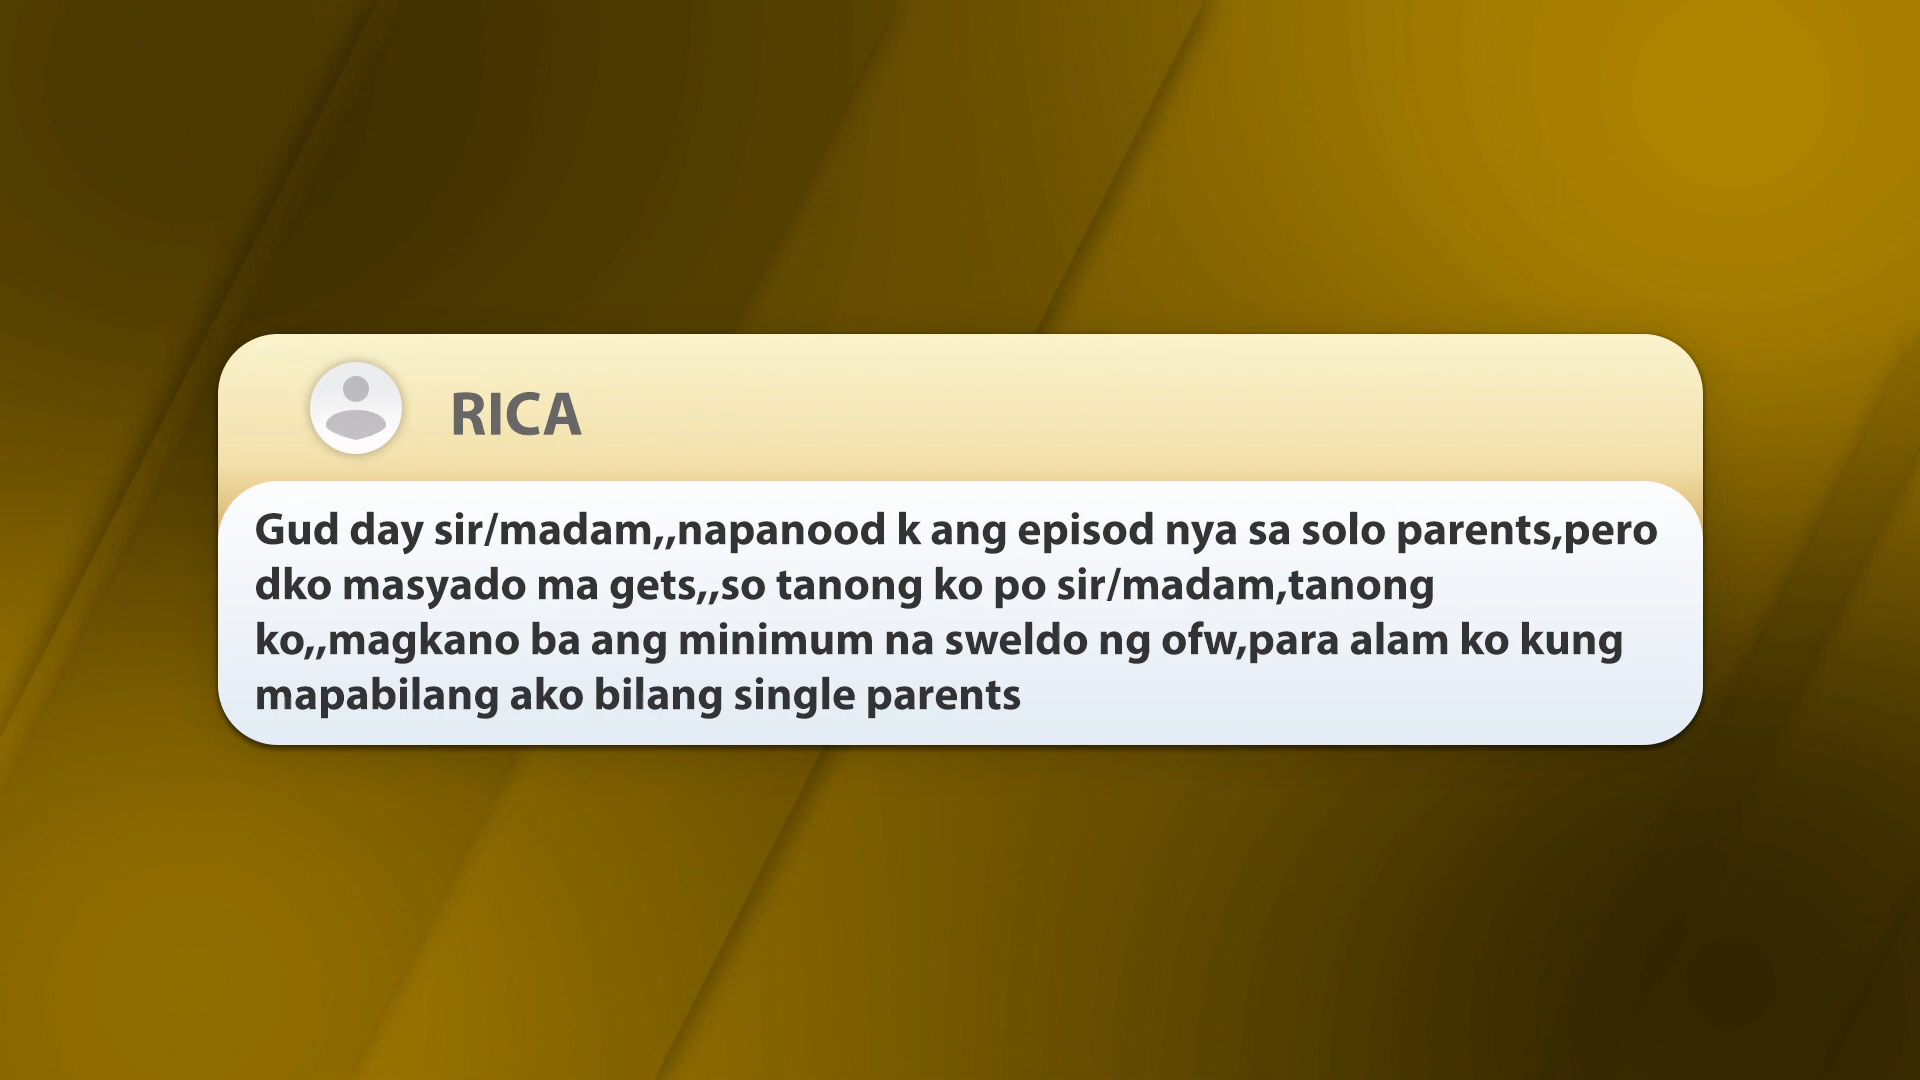 RICA
Gud day sir/madam,,napanood k ang episod nya sa solo parents,pero
dko masyado ma gets,,so tanong ko po sir/madam,tanong
ko,,magkano ba ang minimum na sweldo ng ofw,para alam ko kung
mapabilang ako bilang single parents